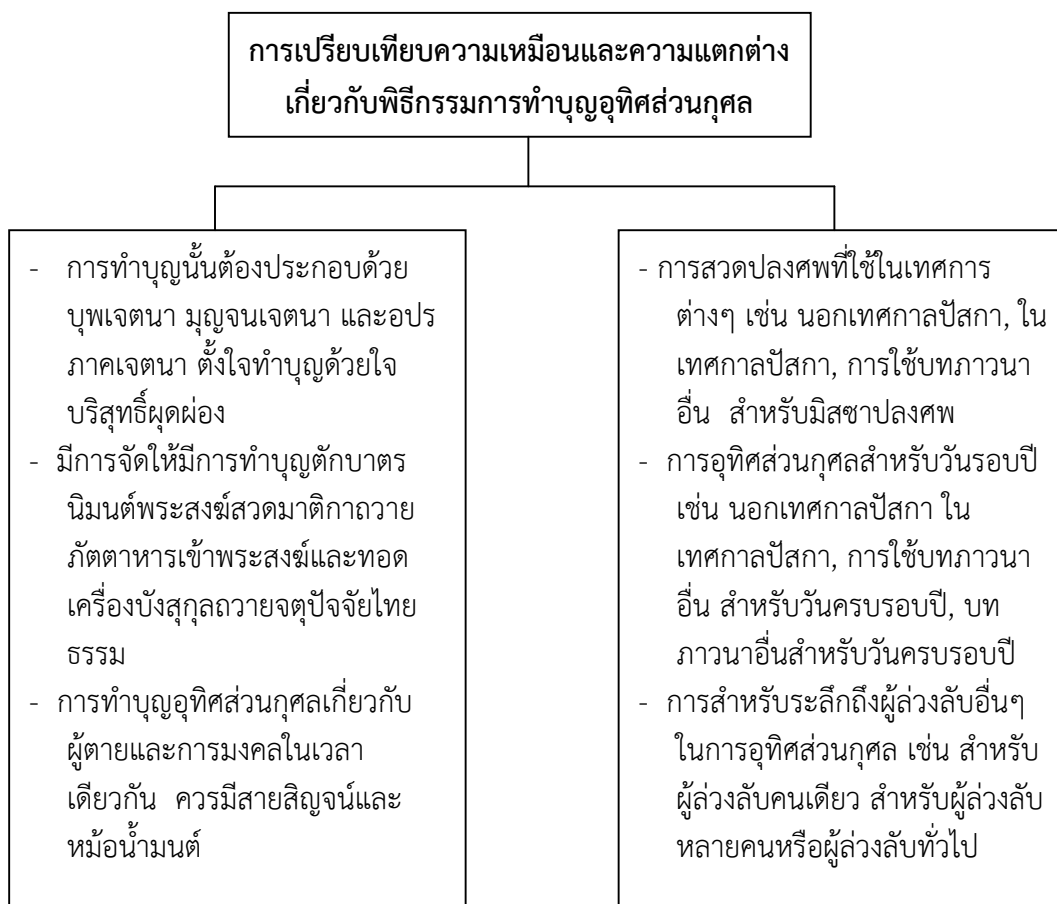 การเปรียบเทียบความเหมือนและความแตกต่าง
เกี่ยวกับพิธีกรรมการทำบุญอุทิศส่วนกุศล
- การทำบุญนั้นต้องประกอบด้วย
บุพเจตนา มุญจนเจตนา และอปร
ภาคเจตนา ตั้งใจทำบุญด้วยใจ
บริสุทธิ์ผุดผ่อง
- มีการจัดให้มีการทำบุญตักบาตร
นิมนต์พระสงฆ์สวดมาติกาถวาย
ภัตตาหารเช้าพระสงฆ์และทอด
เครื่องบังสุกุลถวายจตุปัจจัยไทย
ธรรม
- การทำบุญอุทิศส่วนกุศลเกี่ยวกับ
ผู้ตายและการมงคลในเวลา
เดียวกัน ควรมีสายสิญจน์และ
หม้อน้ำมนต์
- การสวดปลงศพที่ใช้ในเทศการ
ต่างๆ เช่น นอกเทศกาลปัสกา, ใน
เทศกาลปัสกา, การใช้บทภาวนา
อื่น สำหรับมิสซาปลงศพ
- การอุทิศส่วนกุศลสำหรับวันรอบปี
เช่น นอกเทศกาลปัสกา ใน
เทศกาลปัสกา, การใช้บทภาวนา
อื่น สำหรับวันครบรอบปี, บท
ภาวนาอื่นสำหรับวันครบรอบปี
- การสำหรับระลึกถึงผู้ล่วงลับอื่นๆ
ในการอุทิศส่วนกุศล เช่น สำหรับ
ผู้ล่วงลับคนเดียว สำหรับผู้ล่วงลับ
หลายคนหรือผู้ล่วงลับทั่วไป